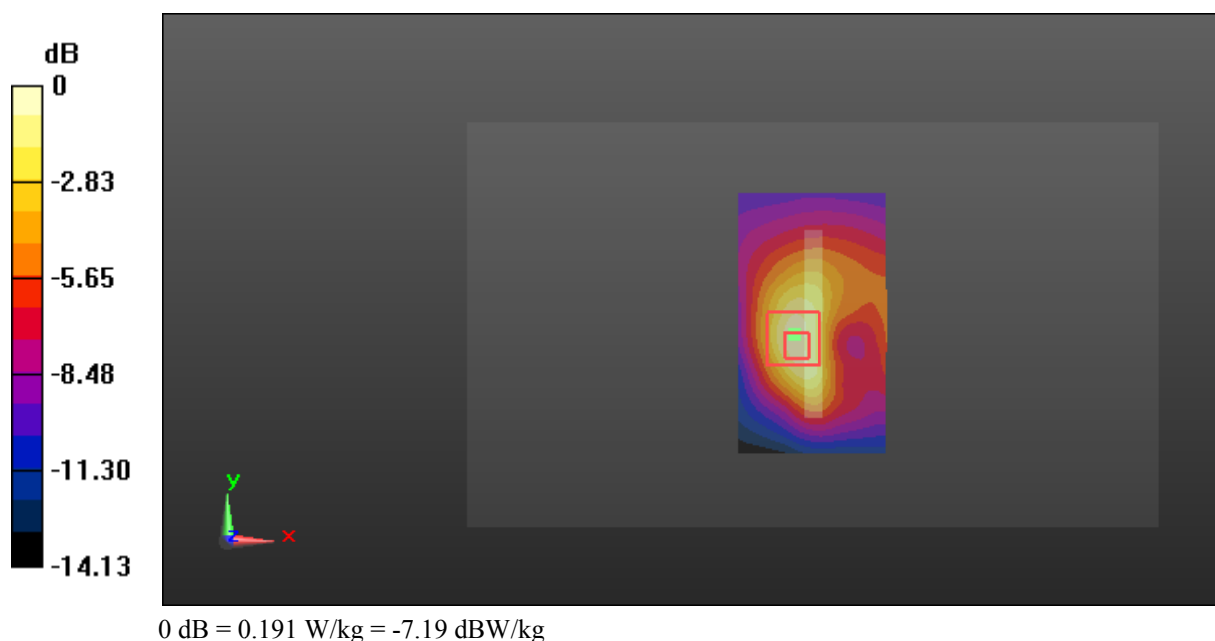 dB
0
-2.83
-5.65
-8.48
-11.30
-14.13
y
z
x
0 dB = 0.191 W/kg = -7.19 dBW/kg